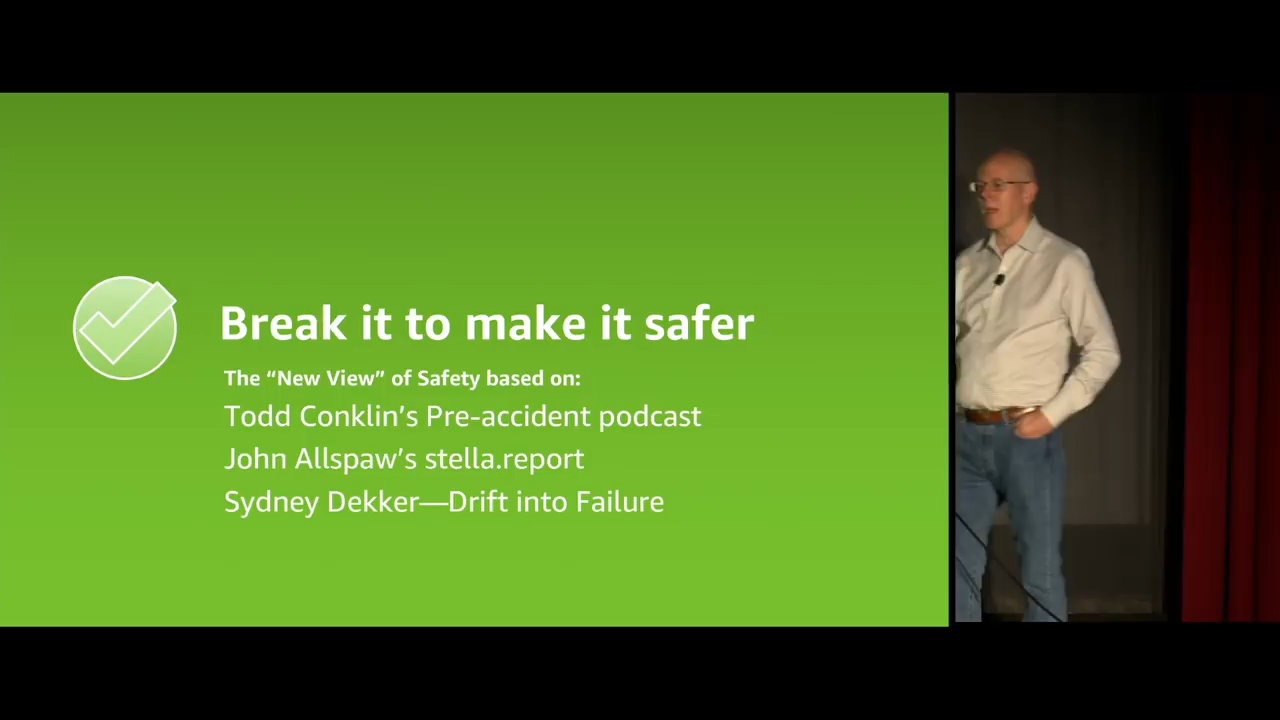 Break it to make it safer
The “New View” of Safety based on:
Todd Conklin’s Pre-accident podcast
John Allspaw’s stella.report
Sydney Dekker—Drift into Failure